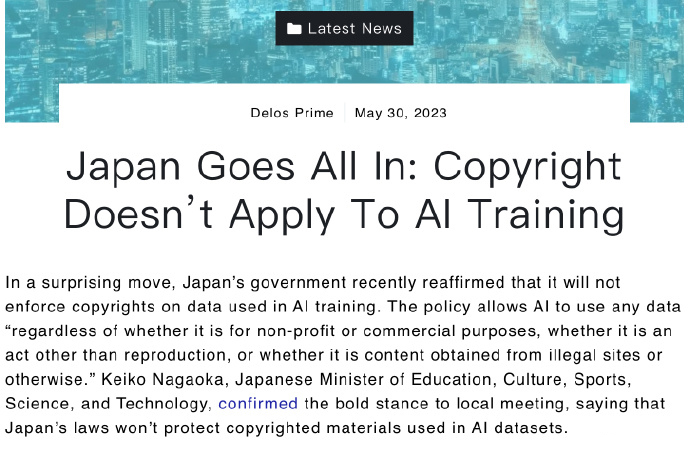 Latest News
Delos Prime May 30, 2023
Japan Goes All In: Copyright
Doesn't Apply To AI Training
In a surprising move, Japan's government recently reaffirmed that it will not
enforce copyrights on data used in AI training. The policy allows AI to use any data
“regardless of whether it is for non-profit or commercial purposes, whether it is an
act other than reproduction, or whether it is content obtained from illegal sites or
otherwise.” Keiko Nagaoka, Japanese Minister of Education, Culture, Sports,
Science, and Technology, confirmed the bold stance to local meeting, saying that
Japan's laws won't protect copyrighted materials used in AI datasets.